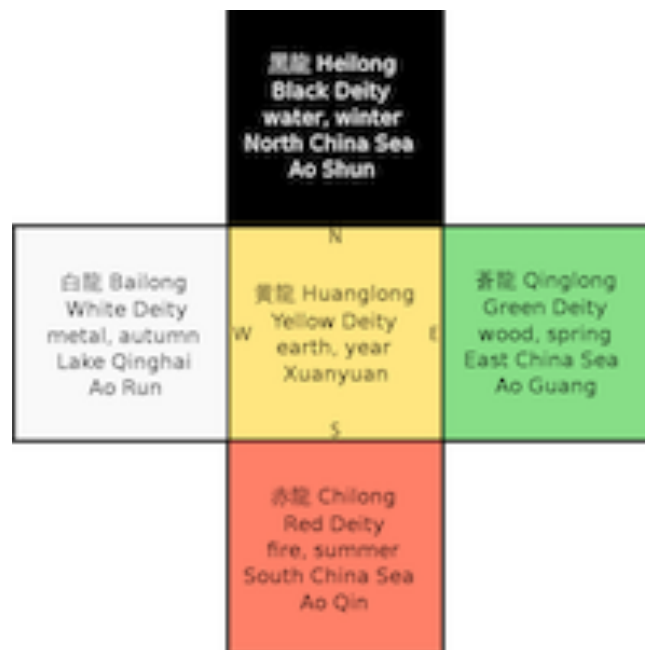 黑龍 Heilong
Black Deity
water, winter
North China Sea
Ao Shun
白龍 Bailong
White Deity
metal, autumn
Lake Qinghai
Ao Run
N
W
黃龍 Huanglong
Yellow Deity
earth, year
Xuanyuan
E
S
蒼龍 Qinglong
Green Deity
wood, spring
East China Sea
Ao Guang
赤龍 Chilong
Red Deity
fire, summer
South China Sea
Ao Qin